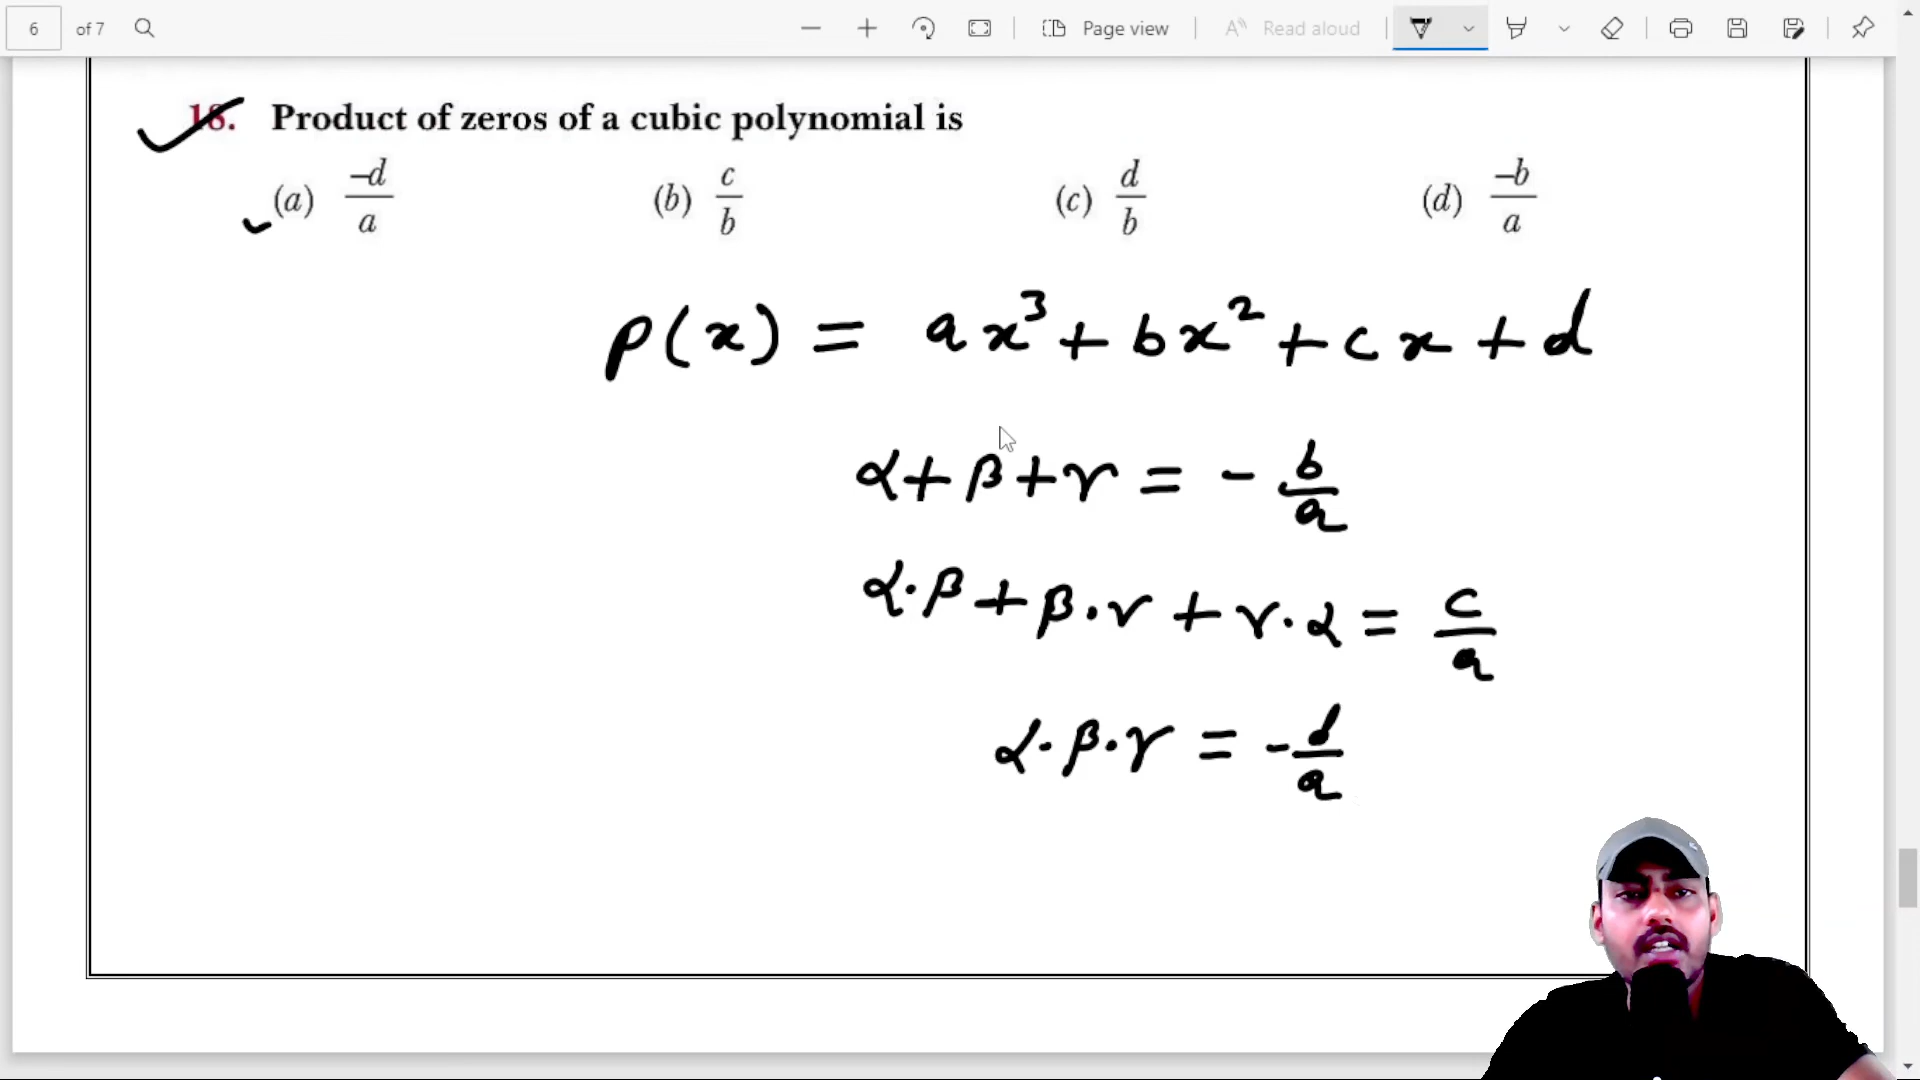 6 of 7 Page view Read aloud
18. Product of zeros of a cubic polynomial is
(a) –d/a (b) c/b (c) d/b (d) –b/a
p(x) = ax³ + bx² + cx + d
α + β + γ = - b/a
α·β + β·γ + γ·α = c/a
α·β·γ = - d/a